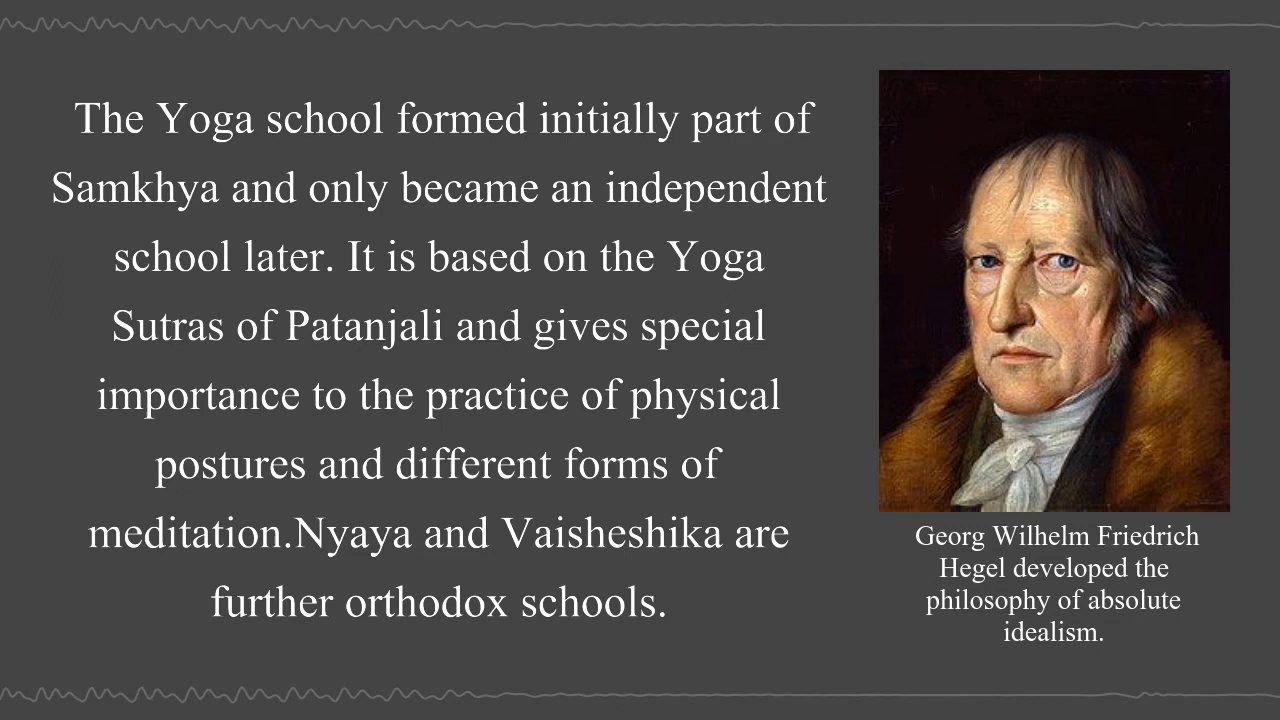 The Yoga school formed initially part of
Samkhya and only became an independent
school later. It is based on the Yoga
Sutras of Patanjali and gives special
importance to the practice of physical
postures and different forms of
meditation.Nyaya and Vaisheshika are
further orthodox schools.
Georg Wilhelm Friedrich
Hegel developed the
philosophy of absolute
idealism.